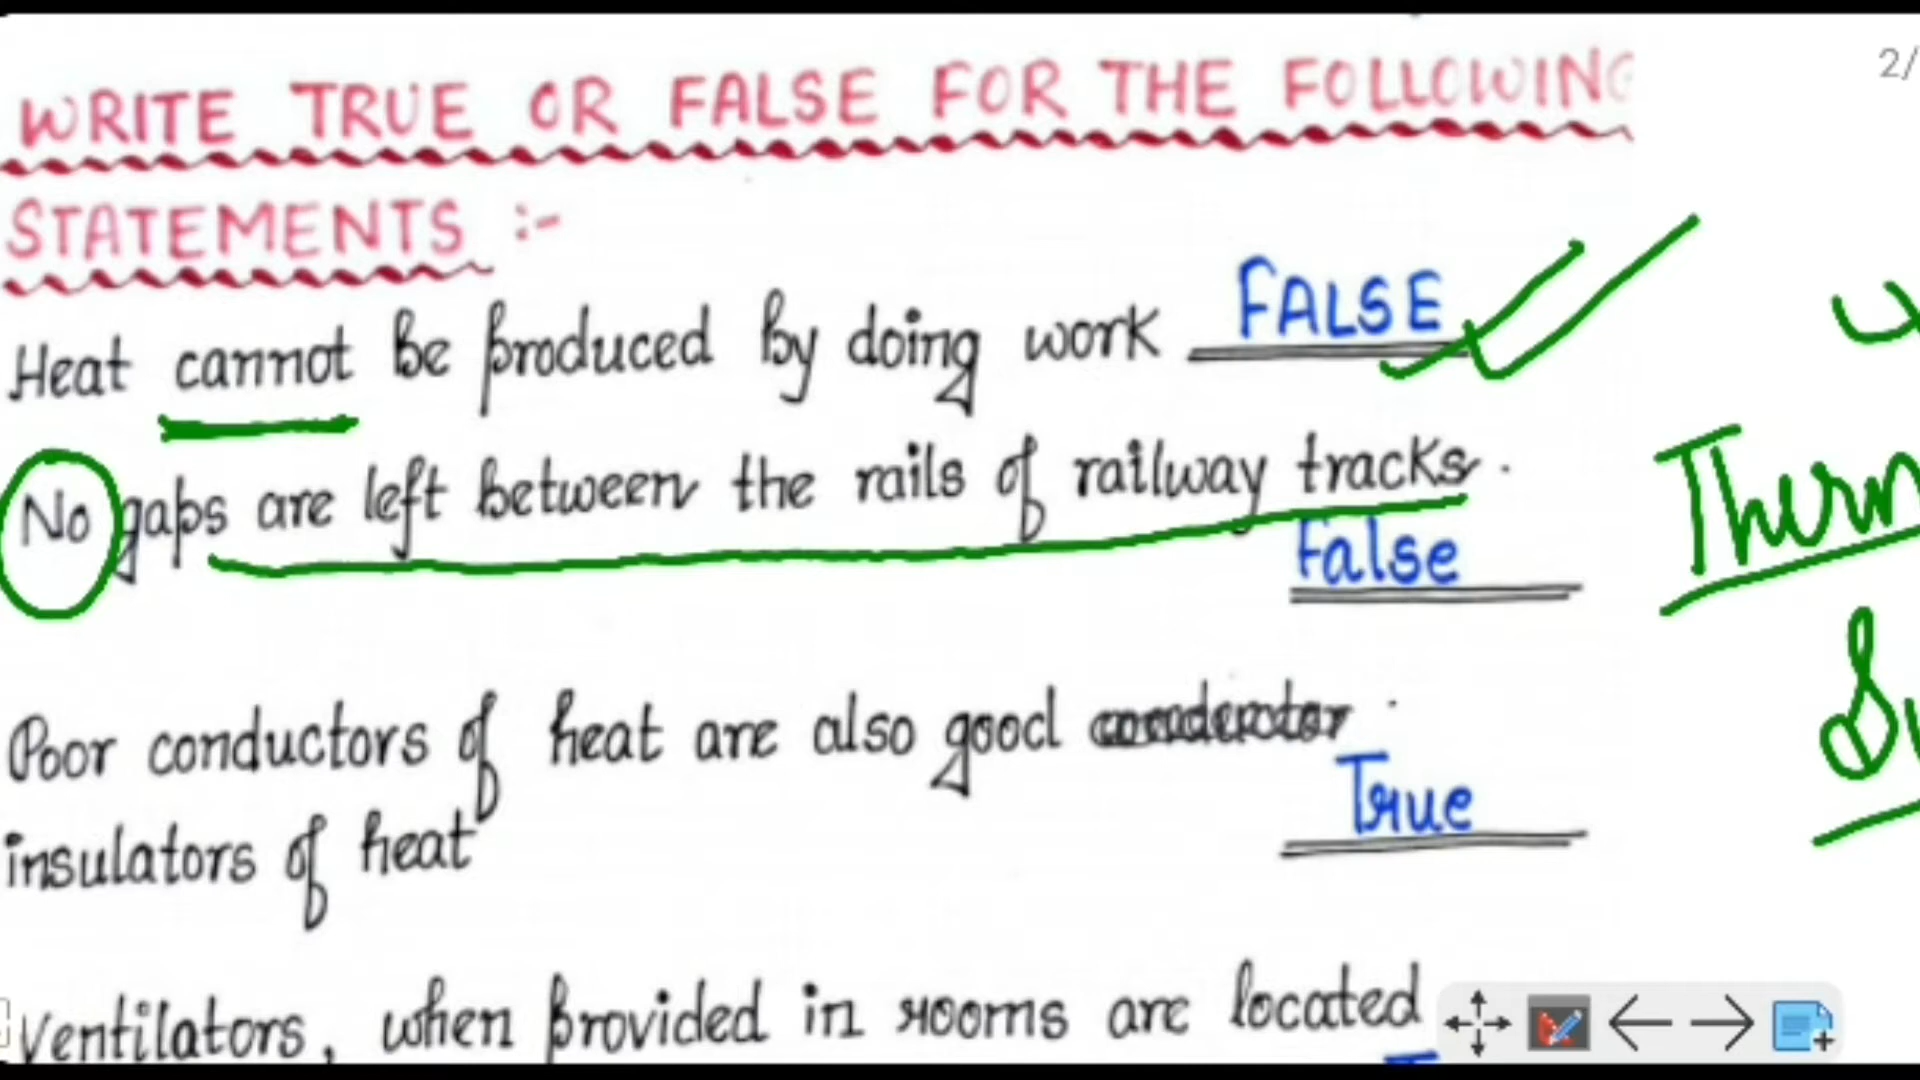 2/
WRITE TRUE OR FALSE FOR THE FOLLOWING
STATEMENTS :-
Heat cannot be produced by doing work FALSE
No gaps are left between the rails of railway tracks.
False
Poor conductors of heat are also good conductor.
True
insulators of heat
Ventilators, when provided in rooms are located